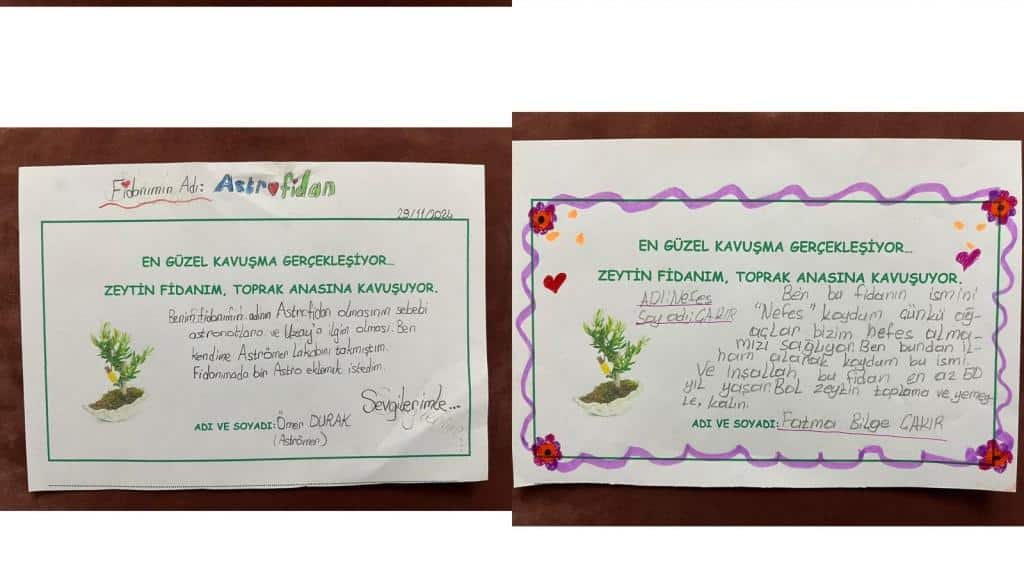 Fidanımın Adı: Astrofidan
29/11/2024
EN GÜZEL KAVUŞMA GERÇEKLEŞİYOR...
ZEYTİN FİDANIM, TOPRAK ANASINA KAVUŞUYOR.
Benim fidanımın adının Astrofidan olmasının sebebi
astronotlara ve Uzay'a ilgim olması. Ben
kendime Aströmer lakabını takmıştım.
Fidanımada bir Astro eklemek istedim.
Sevgilerimle...
ADI VE SOYADI: Ömer DURAK
(Aströmer)
EN GÜZEL KAVUŞMA GERÇEKLEŞİYOR...
ZEYTİN FİDANIM, TOPRAK ANASINA KAVUŞUYOR.
ADI: Nefes
Soy adı: ÇAKIR
Ben bu fidanın ismini
"Nefes" koydum çünkü ağ-
açlar bizim nefes alma-
mızı sağlıyor. Ben bundan il-
ham alarak koydum bu ismi.
Ve İnşallah bu fidan en az 50
yıl yaşar. Bol zeytin toplama ve yemeg-
le, kalın.
ADI VE SOYADI: Fatma Bilge ÇAKIR